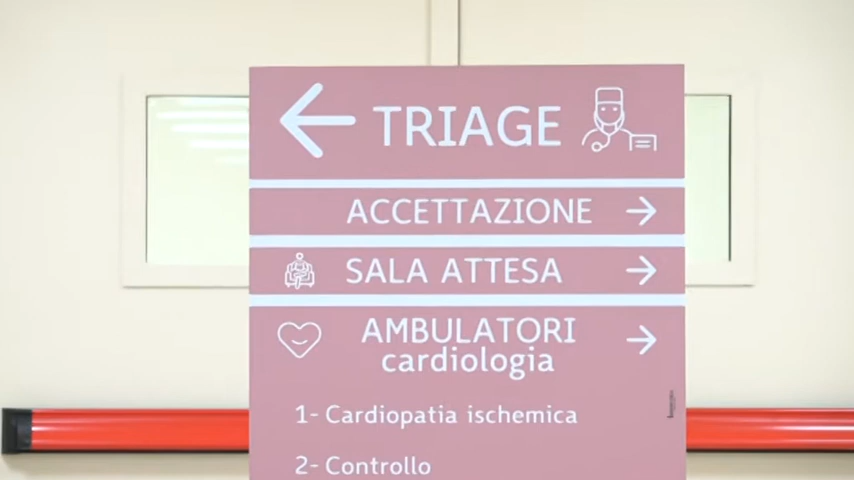 TRIAGE
ACCETTAZIONE
SALA ATTESA
AMBULATORI
cardiologia
1- Cardiopatia ischemica
2- Controllo